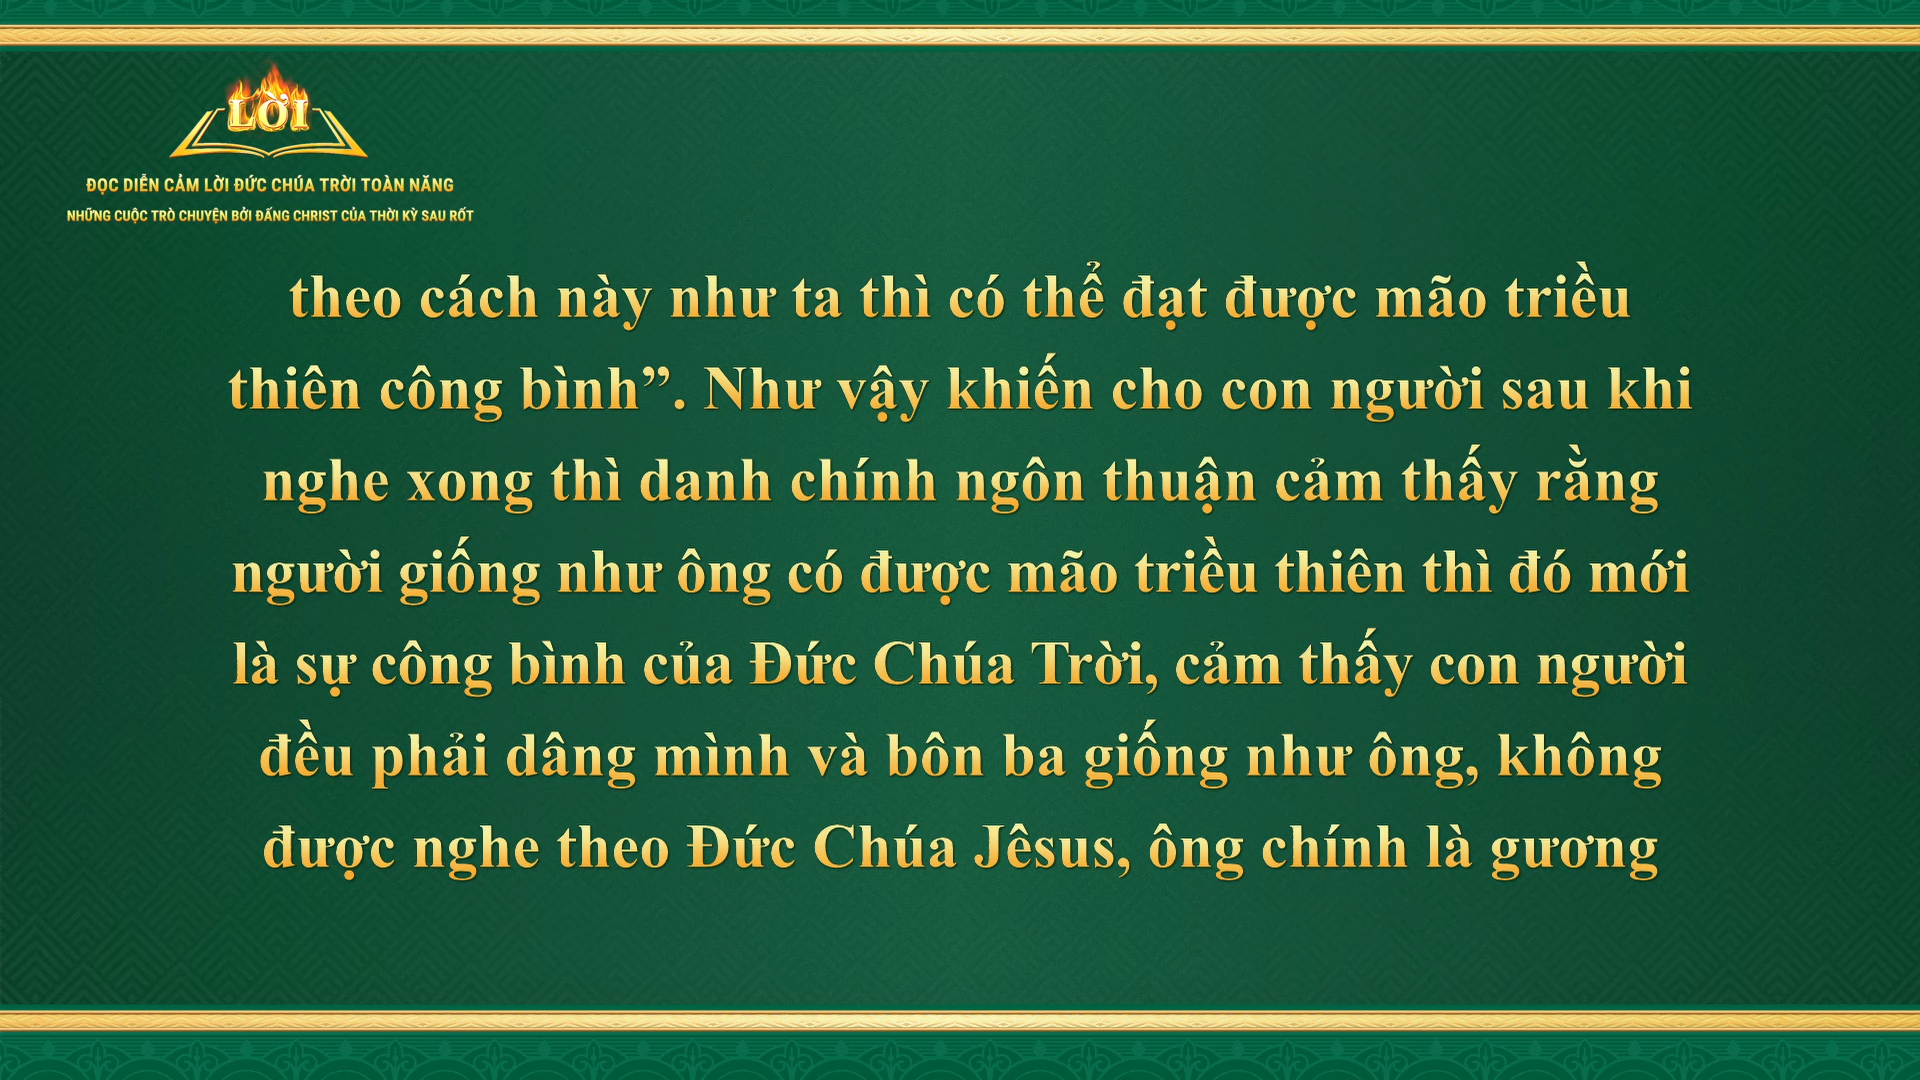 LỜI
ĐỌC DIỄN CẢM LỜI ĐỨC CHÚA TRỜI TOÀN NĂNG
NHỮNG CUỘC TRÒ CHUYỆN BỞI ĐẤNG CHRIST CỦA THỜI KỲ SAU RỐT
theo cách này như ta thì có thể đạt được mão triều
thiên công bình”. Như vậy khiến cho con người sau khi
nghe xong thì danh chính ngôn thuận cảm thấy rằng
người giống như ông có được mão triều thiên thì đó mới
là sự công bình của Đức Chúa Trời, cảm thấy con người
đều phải dâng mình và bôn ba giống như ông, không
được nghe theo Đức Chúa Jêsus, ông chính là gương